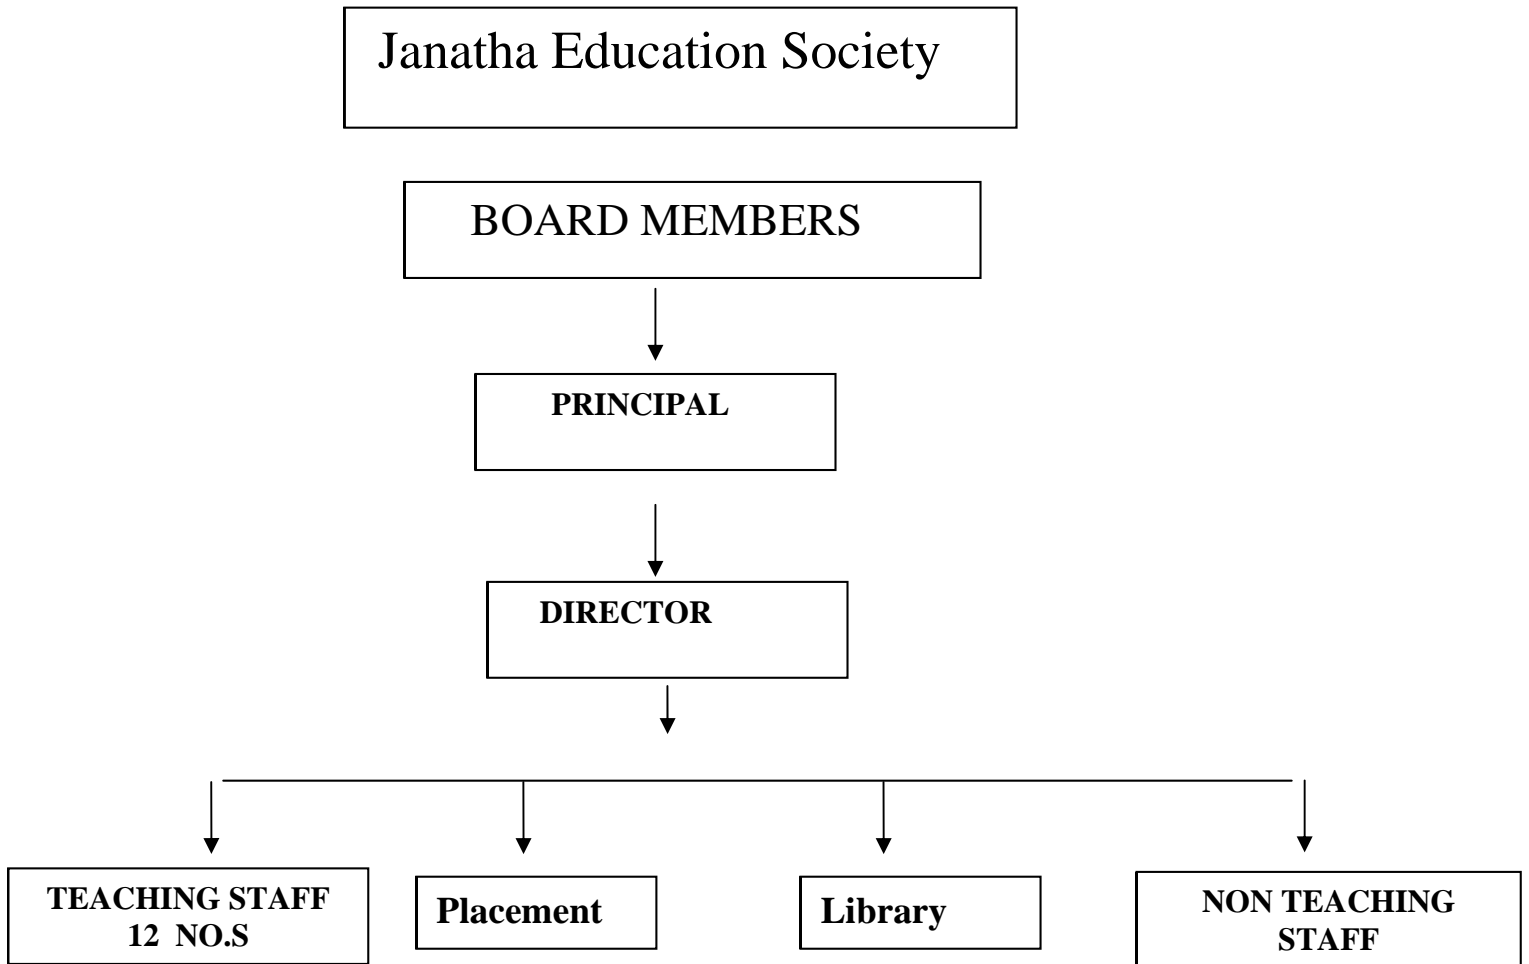 Janatha Education Society
BOARD MEMBERS
PRINCIPAL
DIRECTOR
TEACHING STAFF
12 NO.S
Placement
Library
NON TEACHING
STAFF